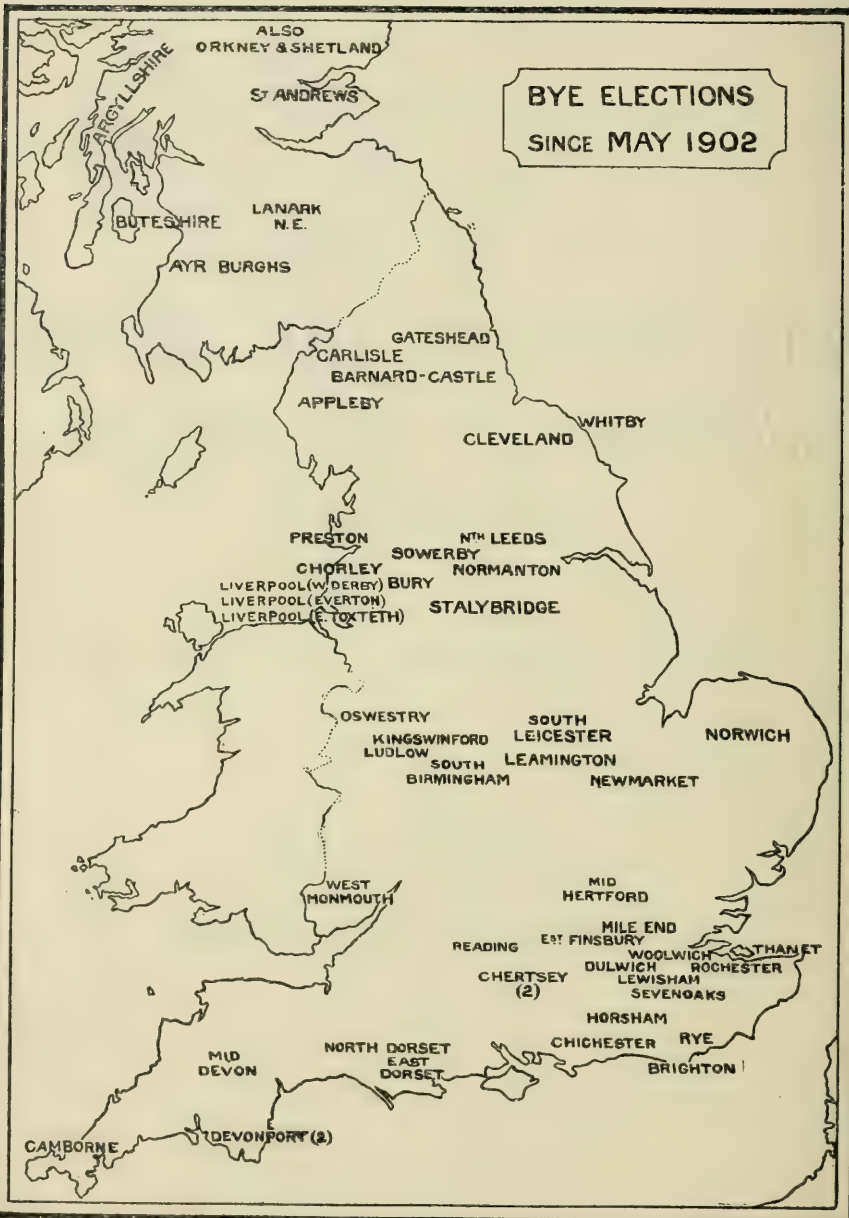 ALSO
ORKNEY & SHETLAND
ARGYLLSHIRE
ST ANDREWS
BYE ELECTIONS
SINCE MAY 1902
BUTESHIRE
LANARK
N.E.
AYR BURGHS
GATESHEAD
CARLISLE
BARNARD-CASTLE
APPLEBY
WHITBY
CLEVELAND
PRESTON
NTH LEEDS
SOWERBY
CHORLEY
NORMANTON
LIVERPOOL (W. DERBY)
BURY
LIVERPOOL (EVERTON)
LIVERPOOL (E. TOXTETH)
STALYBRIDGE
OSWESTRY
SOUTH
LEICESTER
NORWICH
KINGSWINFORD
LUDLOW
LEAMINGTON
SOUTH
BIRMINGHAM
NEWMARKET
WEST
MONMOUTH
MID
HERTFORD
MILE END
EST FINSBURY
READING
WOOLWICH
THANET
DULWICH
ROCHESTER
CHERTSEY
(2)
LEWISHAM
SEVENOAKS
HORSHAM
CHICHESTER
RYE
BRIGHTON
NORTH DORSET
EAST
DORSET
MID
DEVON
DEVONPORT (2)
CAMBORNE